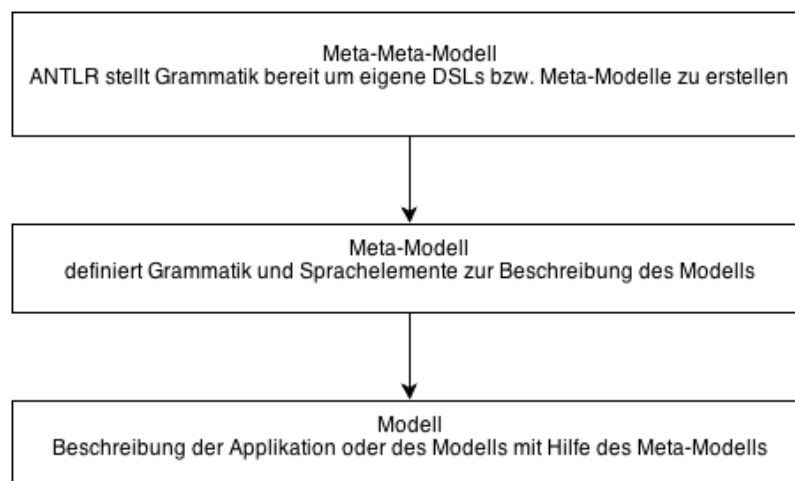 Meta-Meta-Modell
ANTLR stellt Grammatik bereit um eigene DSLs bzw. Meta-Modelle zu erstellen
Meta-Modell
definiert Grammatik und Sprachelemente zur Beschreibung des Modells
Modell
Beschreibung der Applikation oder des Modells mit Hilfe des Meta-Modells